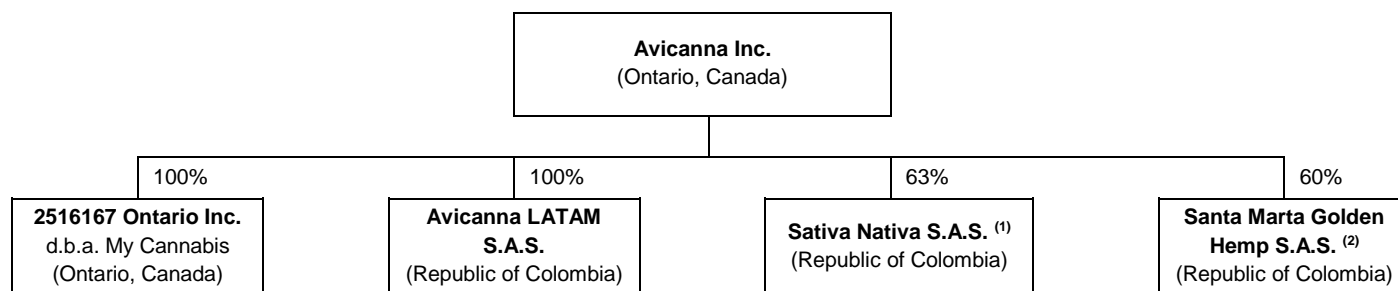 Avicanna Inc.
(Ontario, Canada)
100%
100%
63%
60%
2516167 Ontario Inc.
d.b.a. My Cannabis
(Ontario, Canada)
Avicanna LATAM
S.A.S.
(Republic of Colombia)
Sativa Nativa S.A.S. (1)
(Republic of Colombia)
Santa Marta Golden
Hemp S.A.S. (2)
(Republic of Colombia)